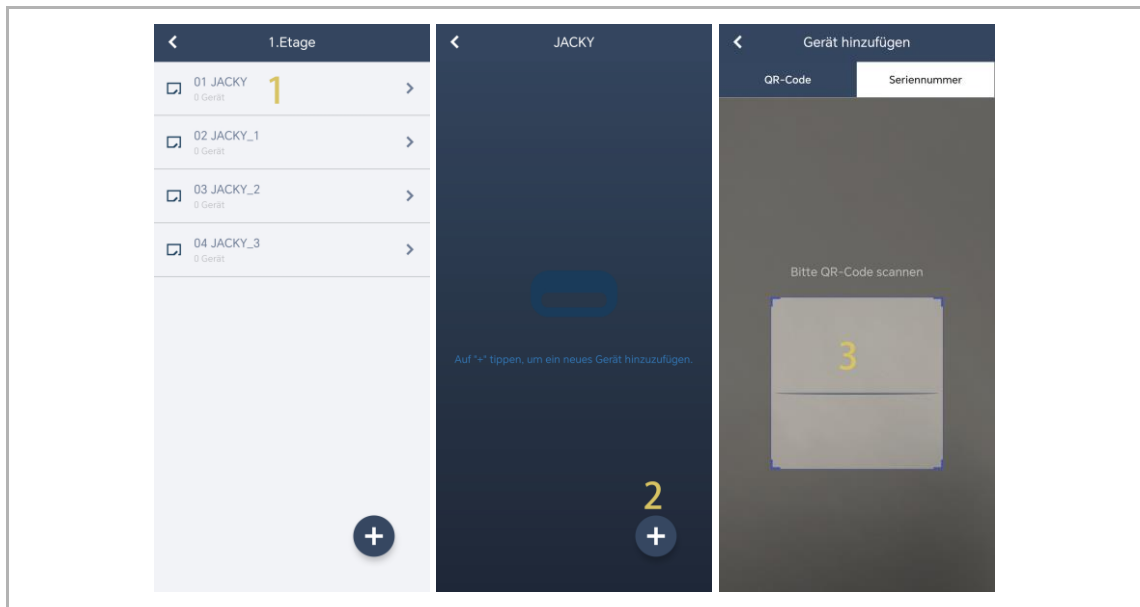 1.Etage
01 JACKY
1
0 Gerät
02 JACKY_1
0 Gerät
03 JACKY_2
0 Gerät
04 JACKY_3
0 Gerät
+
JACKY
Auf "+" tippen, um ein neues Gerät hinzuzufügen.
2
+
Gerät hinzufügen
QR-Code Seriennummer
Bitte QR-Code scannen
3